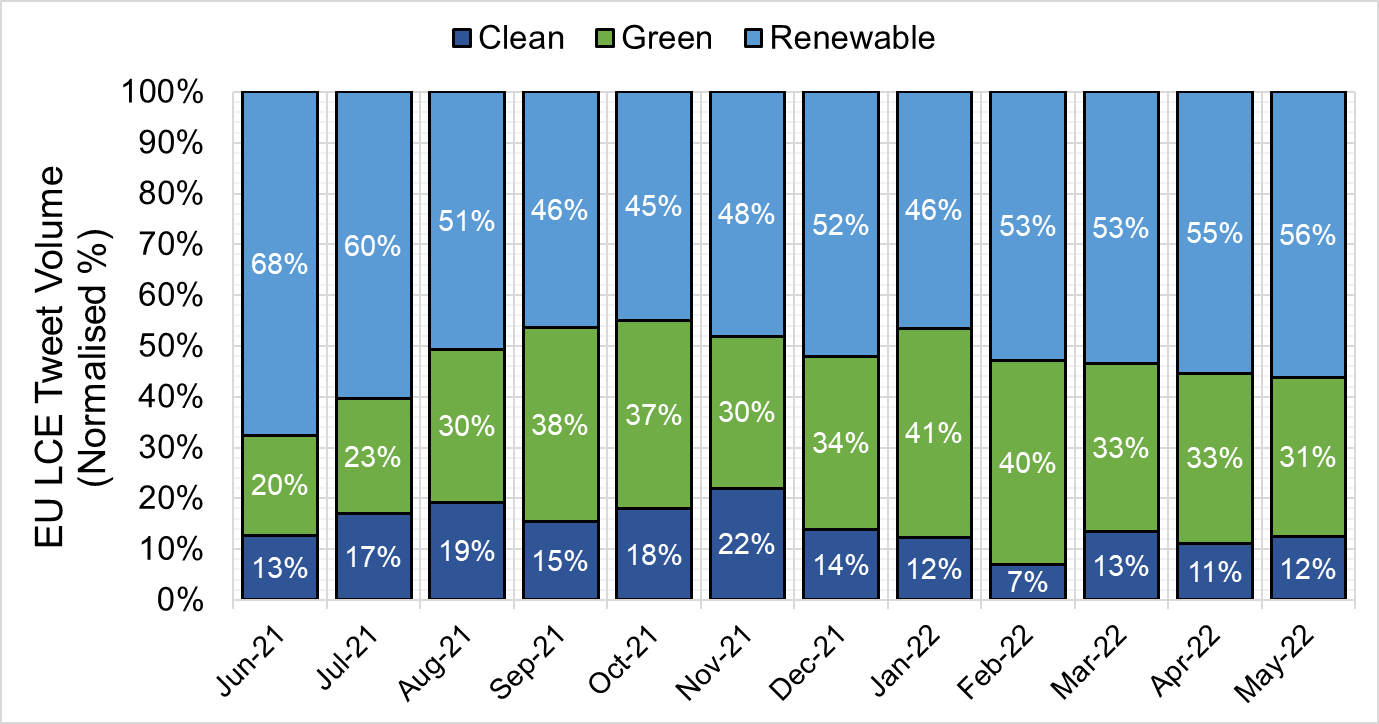 Clean Green Renewable
EU LCE Tweet Volume
(Normalised %)
100%
90%
80%
70%
60%
50%
40%
30%
20%
10%
0%
68% 60% 51% 46% 45% 48% 52% 46% 53% 53% 55% 56%
20% 23% 30% 38% 37% 30% 34% 41% 40% 33% 33% 31%
13% 17% 19% 15% 18% 22% 14% 12% 7% 13% 11% 12%
Jun-21 Jul-21 Aug-21 Sep-21 Oct-21 Nov-21 Dec-21 Jan-22 Feb-22 Mar-22 Apr-22 May-22